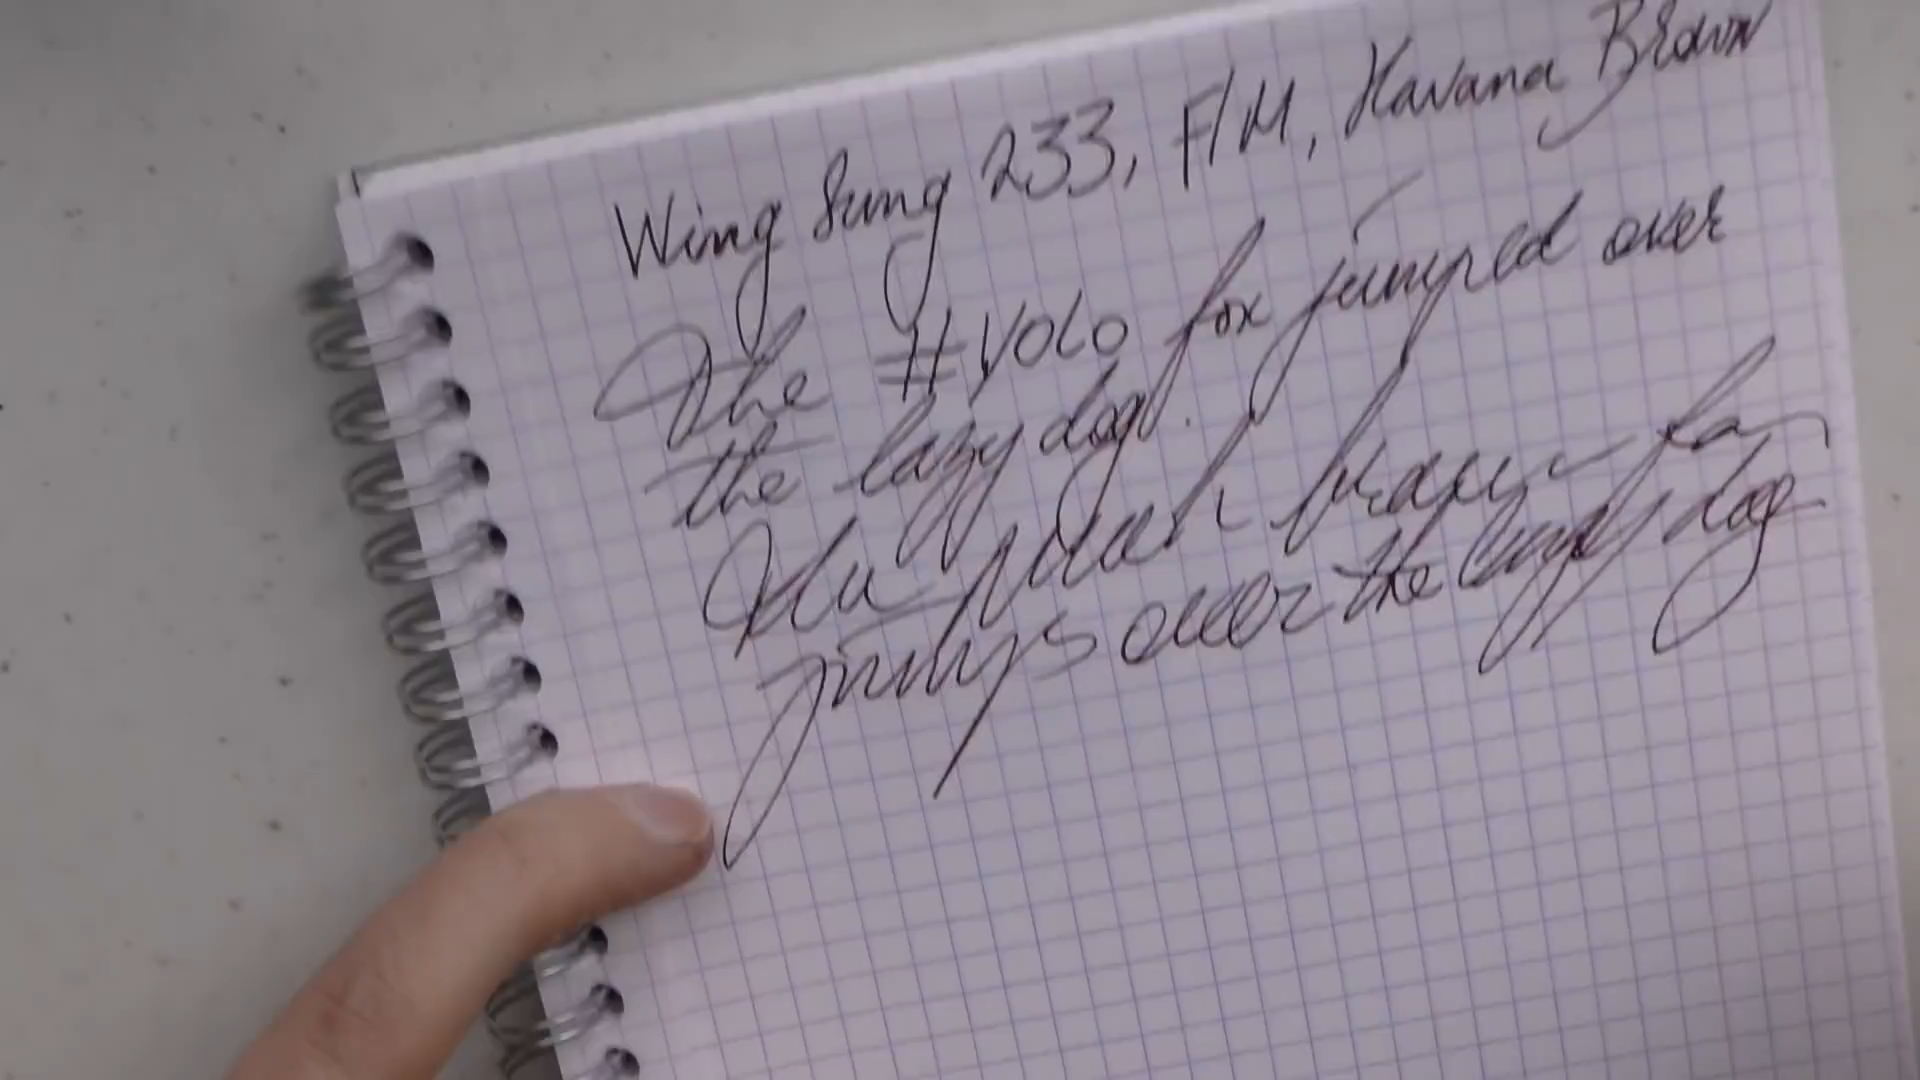 Wing Sung 233, F/M, Havana Brown
The #YOLO fox jumped over
the lazy dog.
The quick brown fox
jumps over the lazy dog